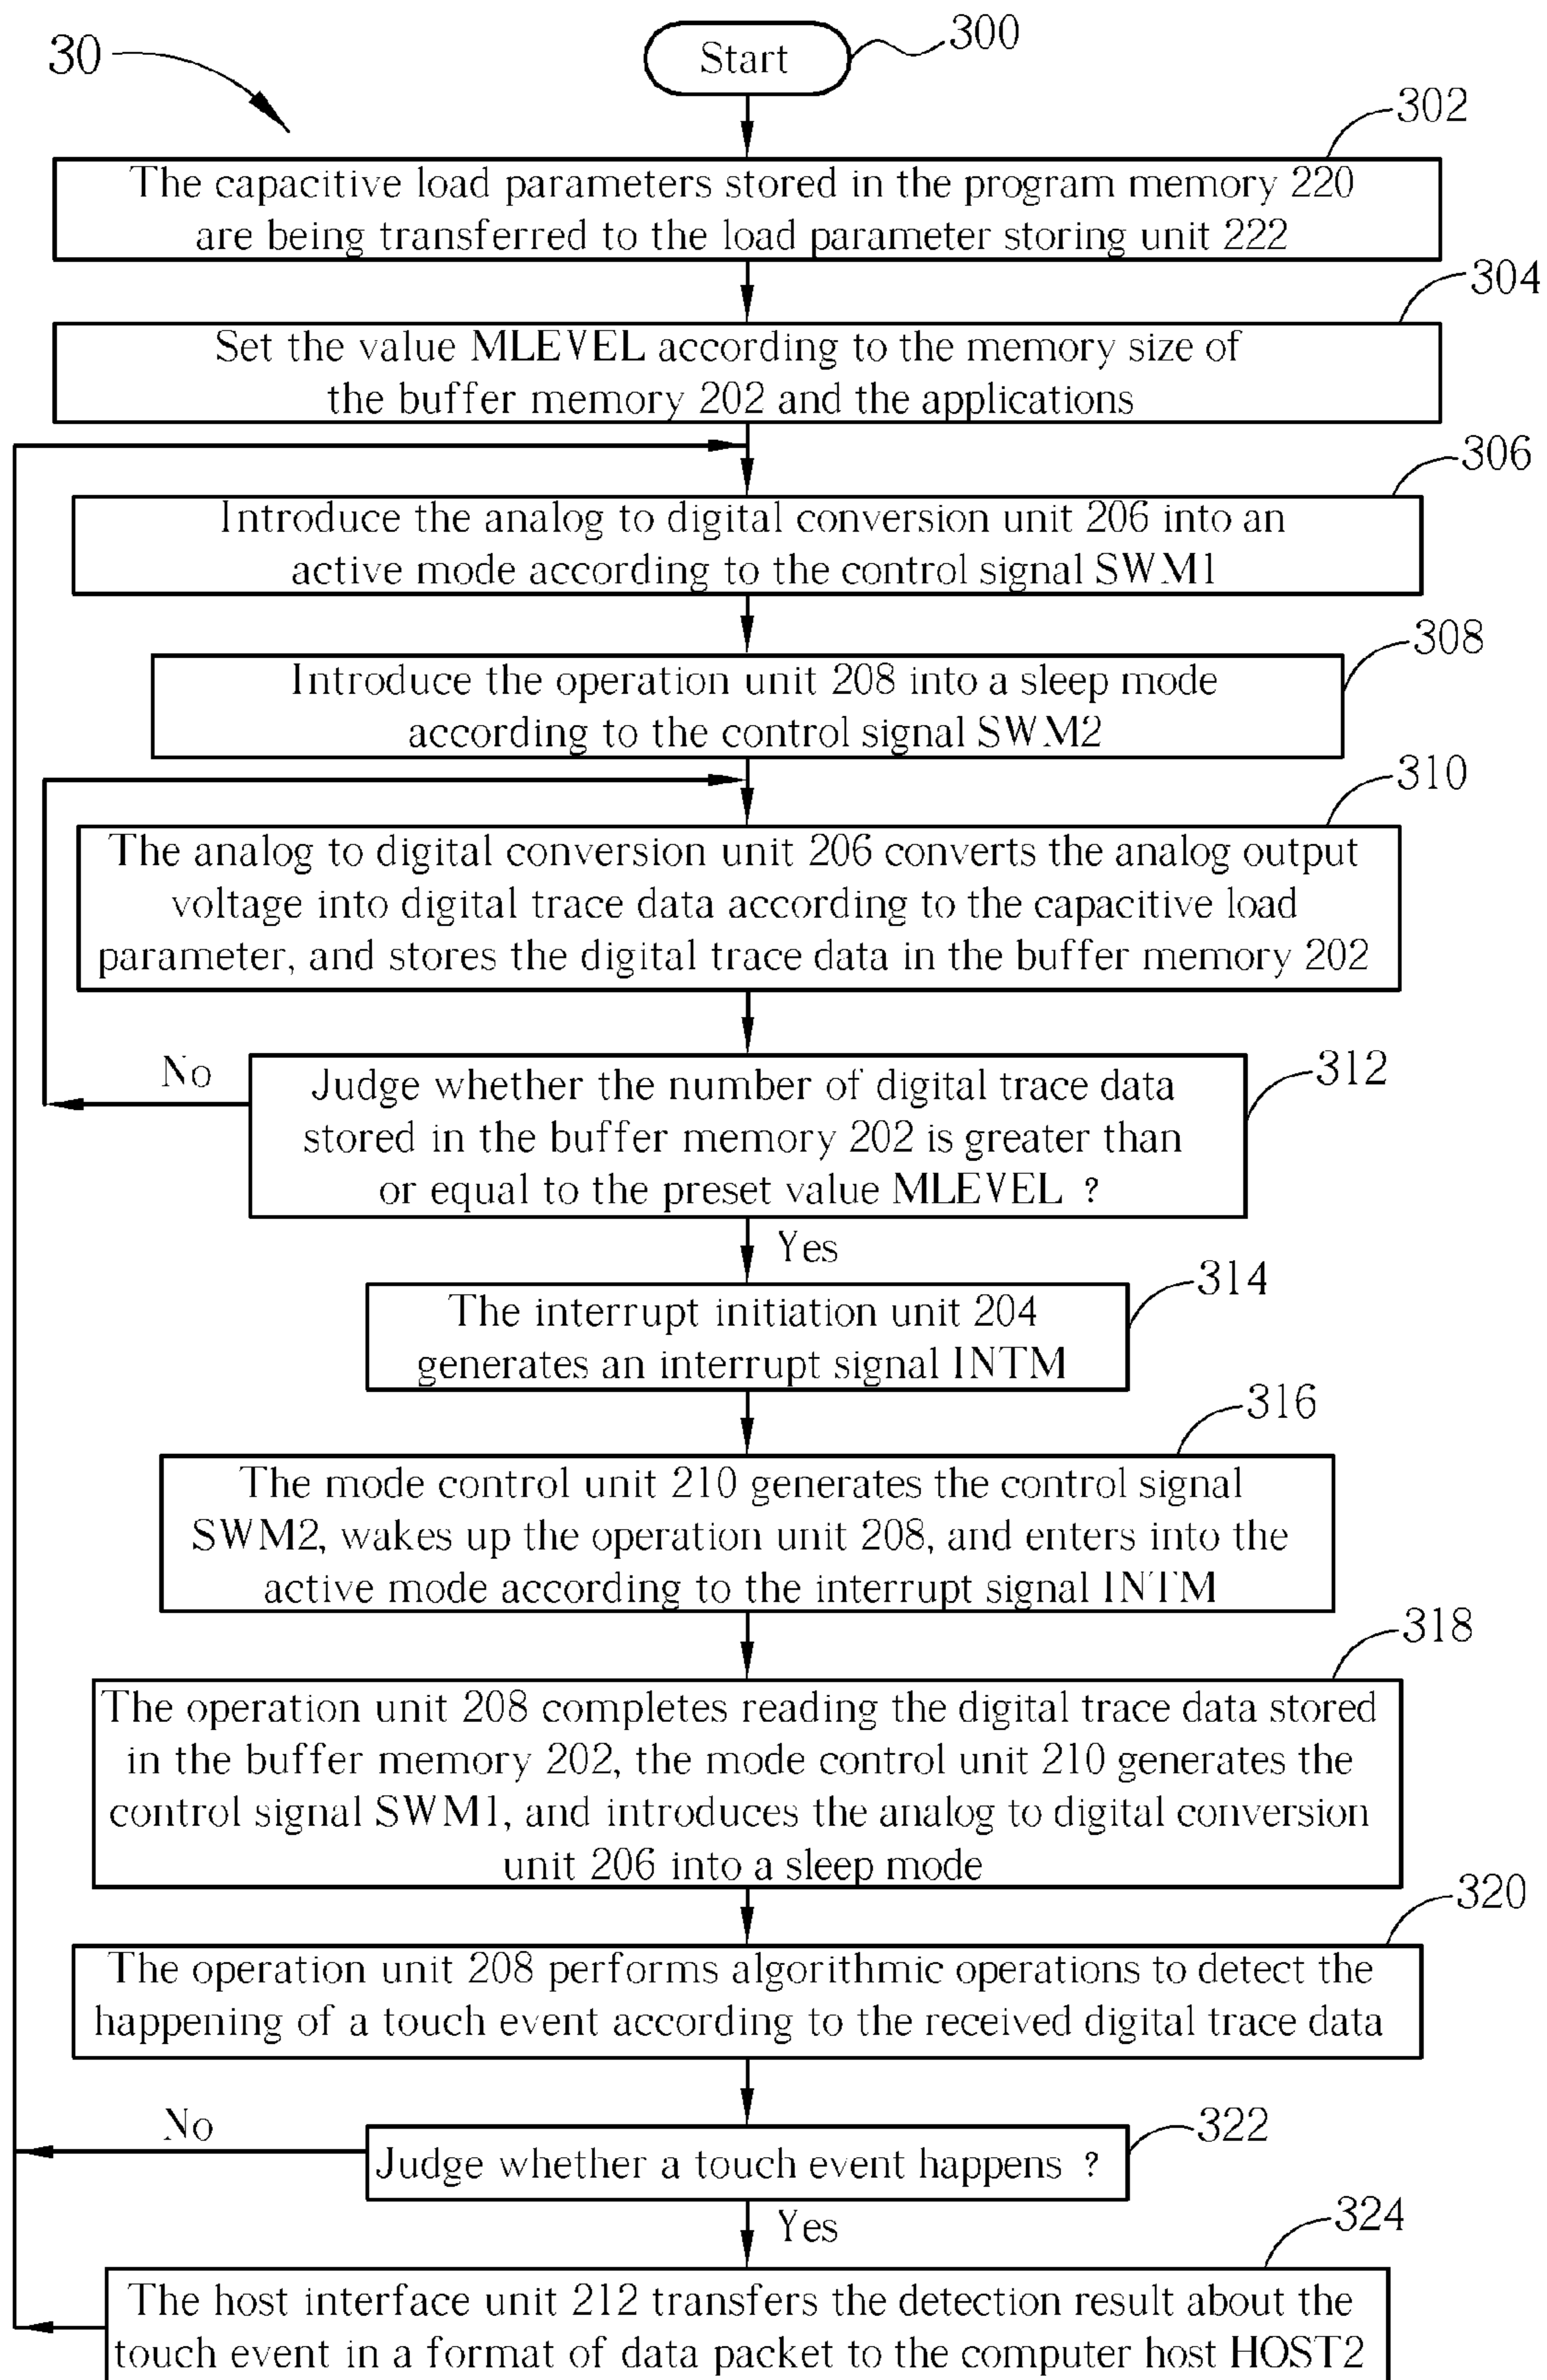 30
Start
300
302
The capacitive load parameters stored in the program memory 220
are being transferred to the load parameter storing unit 222
304
Set the value MLEVEL according to the memory size of
the buffer memory 202 and the applications
306
Introduce the analog to digital conversion unit 206 into an
active mode according to the control signal SWM1
308
Introduce the operation unit 208 into a sleep mode
according to the control signal SWM2
310
The analog to digital conversion unit 206 converts the analog output
voltage into digital trace data according to the capacitive load
parameter, and stores the digital trace data in the buffer memory 202
No
312
Judge whether the number of digital trace data
stored in the buffer memory 202 is greater than
or equal to the preset value MLEVEL ?
Yes
314
The interrupt initiation unit 204
generates an interrupt signal INTM
316
The mode control unit 210 generates the control signal
SWM2, wakes up the operation unit 208, and enters into the
active mode according to the interrupt signal INTM
318
The operation unit 208 completes reading the digital trace data stored
in the buffer memory 202, the mode control unit 210 generates the
control signal SWM1, and introduces the analog to digital conversion
unit 206 into a sleep mode
320
The operation unit 208 performs algorithmic operations to detect the
happening of a touch event according to the received digital trace data
No
322
Judge whether a touch event happens ?
Yes
324
The host interface unit 212 transfers the detection result about the
touch event in a format of data packet to the computer host HOST2